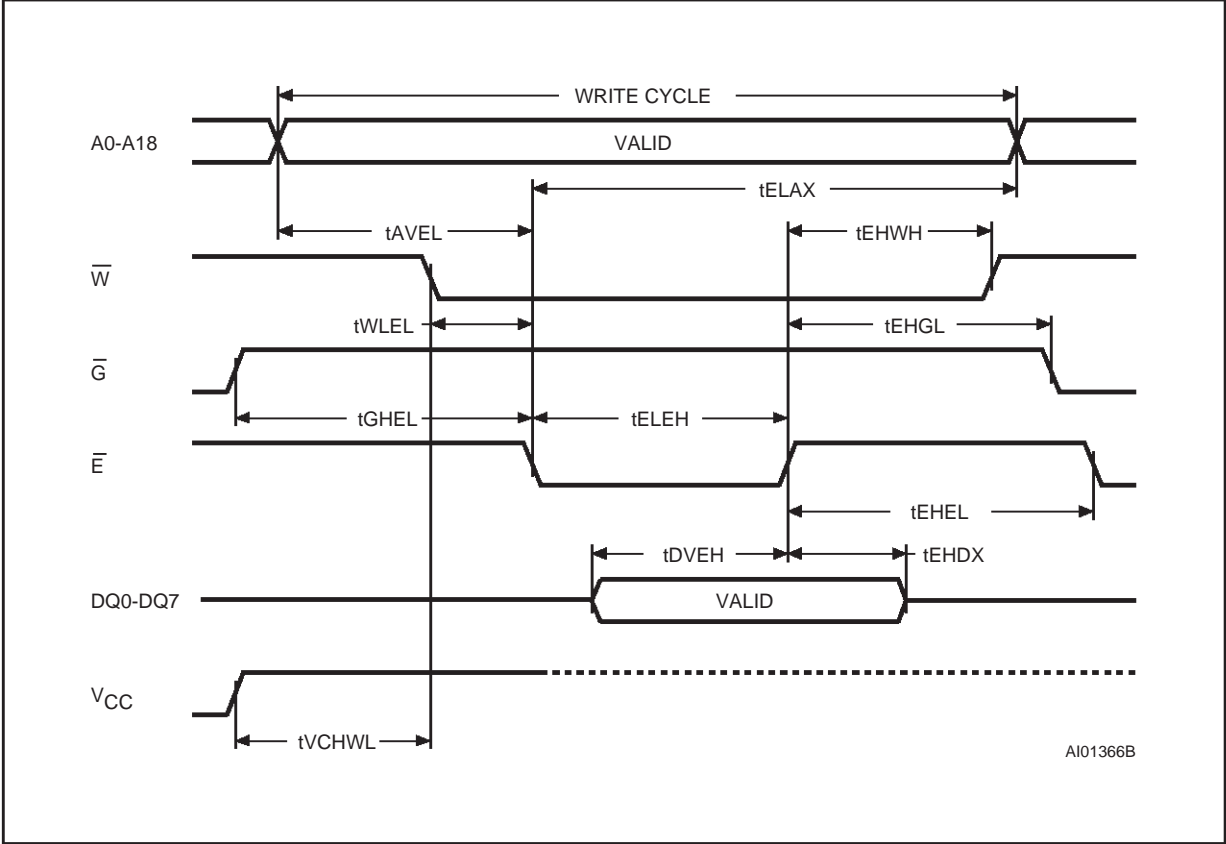 WRITE CYCLE
A0-A18
VALID
tELAX
tAVEL
tEHWH
W̅
tWLEL
tEHGL
G̅
tGHEL
tELEH
E̅
tEHEL
tDVEH
tEHDX
DQ0-DQ7
VALID
VCC
tVCHWL
AI01366B